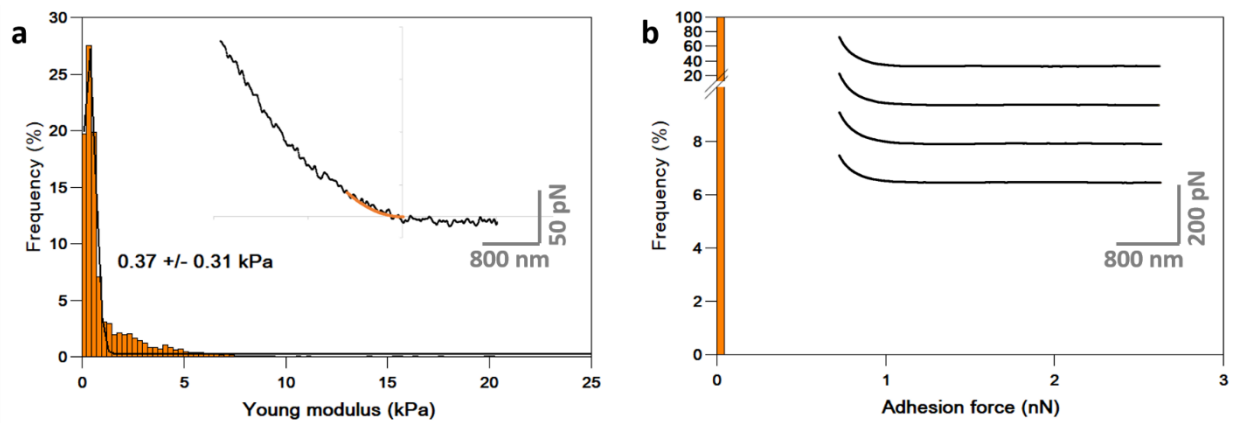 a
Frequency (%)
30
25
20
15
10
5
0
0.37 +/- 0.31 kPa
50 pN
800 nm
0 5 10 15 20 25
Young modulus (kPa)
b
Frequency (%)
100
80
60
40
20
8
6
4
2
0
200 pN
800 nm
0 1 2 3
Adhesion force (nN)